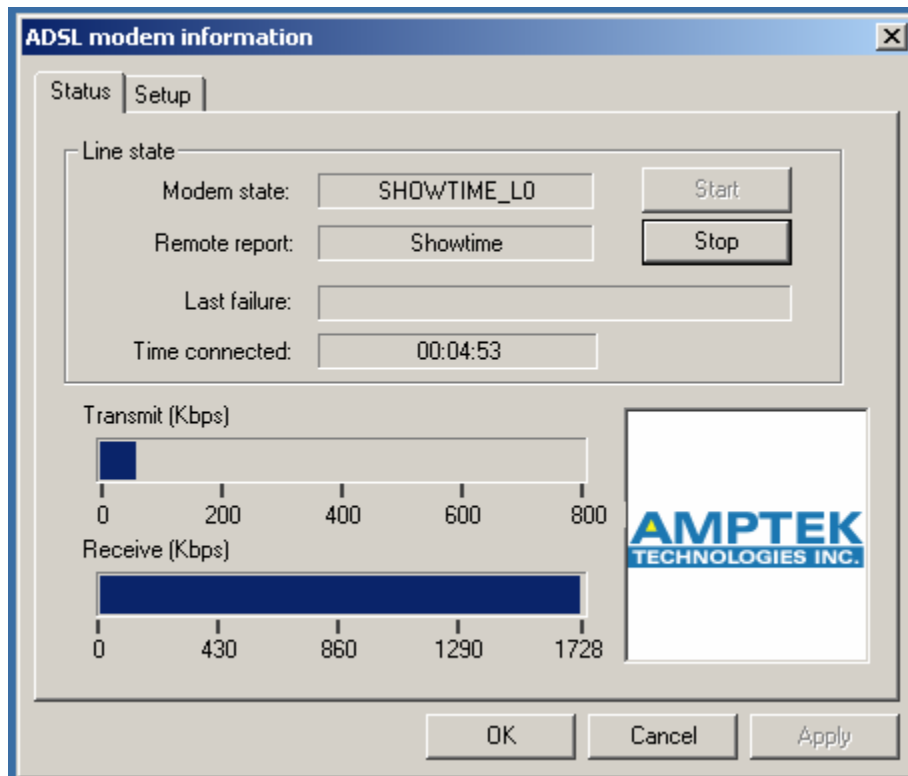 ADSL modem information
Status Setup
Line state
Modem state: SHOWTIME_L0 Start
Remote report: Showtime Stop
Last failure:
Time connected: 00:04:53
Transmit (Kbps)
0 200 400 600 800
Receive (Kbps)
0 430 860 1290 1728
AMPTEK
TECHNOLOGIES INC.
OK Cancel Apply